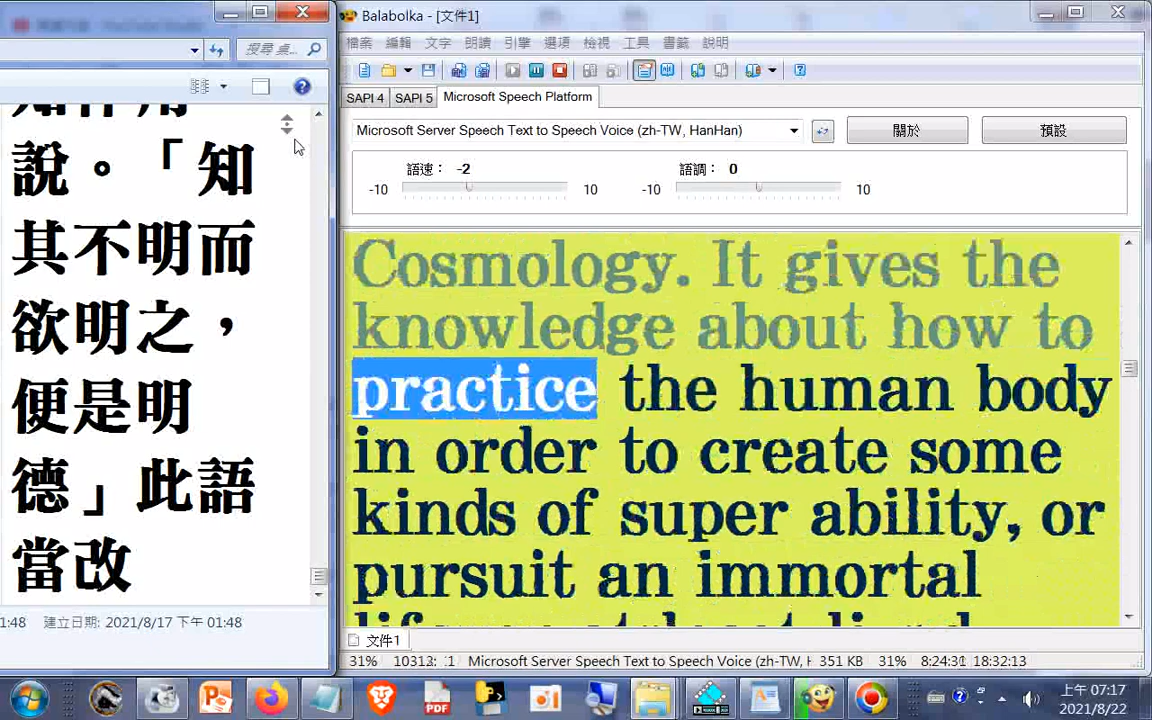 搜尋 桌...
說。「知
其不明而
欲明之，
便是明
德」此語
當改
1:48 建立日期: 2021/8/17 下午 01:48
Balabolka - [文件1]
檔案 編輯 文字 朗讀 引擎 選項 檢視 工具 書籤 說明
SAPI 4 SAPI 5 Microsoft Speech Platform
Microsoft Server Speech Text to Speech Voice (zh-TW, HanHan) 關於 預設
語速： -2 語調： 0
-10 10 -10 10
Cosmology. It gives the
knowledge about how to
practice the human body
in order to create some
kinds of super ability, or
pursuit an immortal
文件1
31% Microsoft Server Speech Text to Speech Voice (zh-TW, H 351 KB 31% 18:32:13
PDF
上午 07:17
2021/8/22